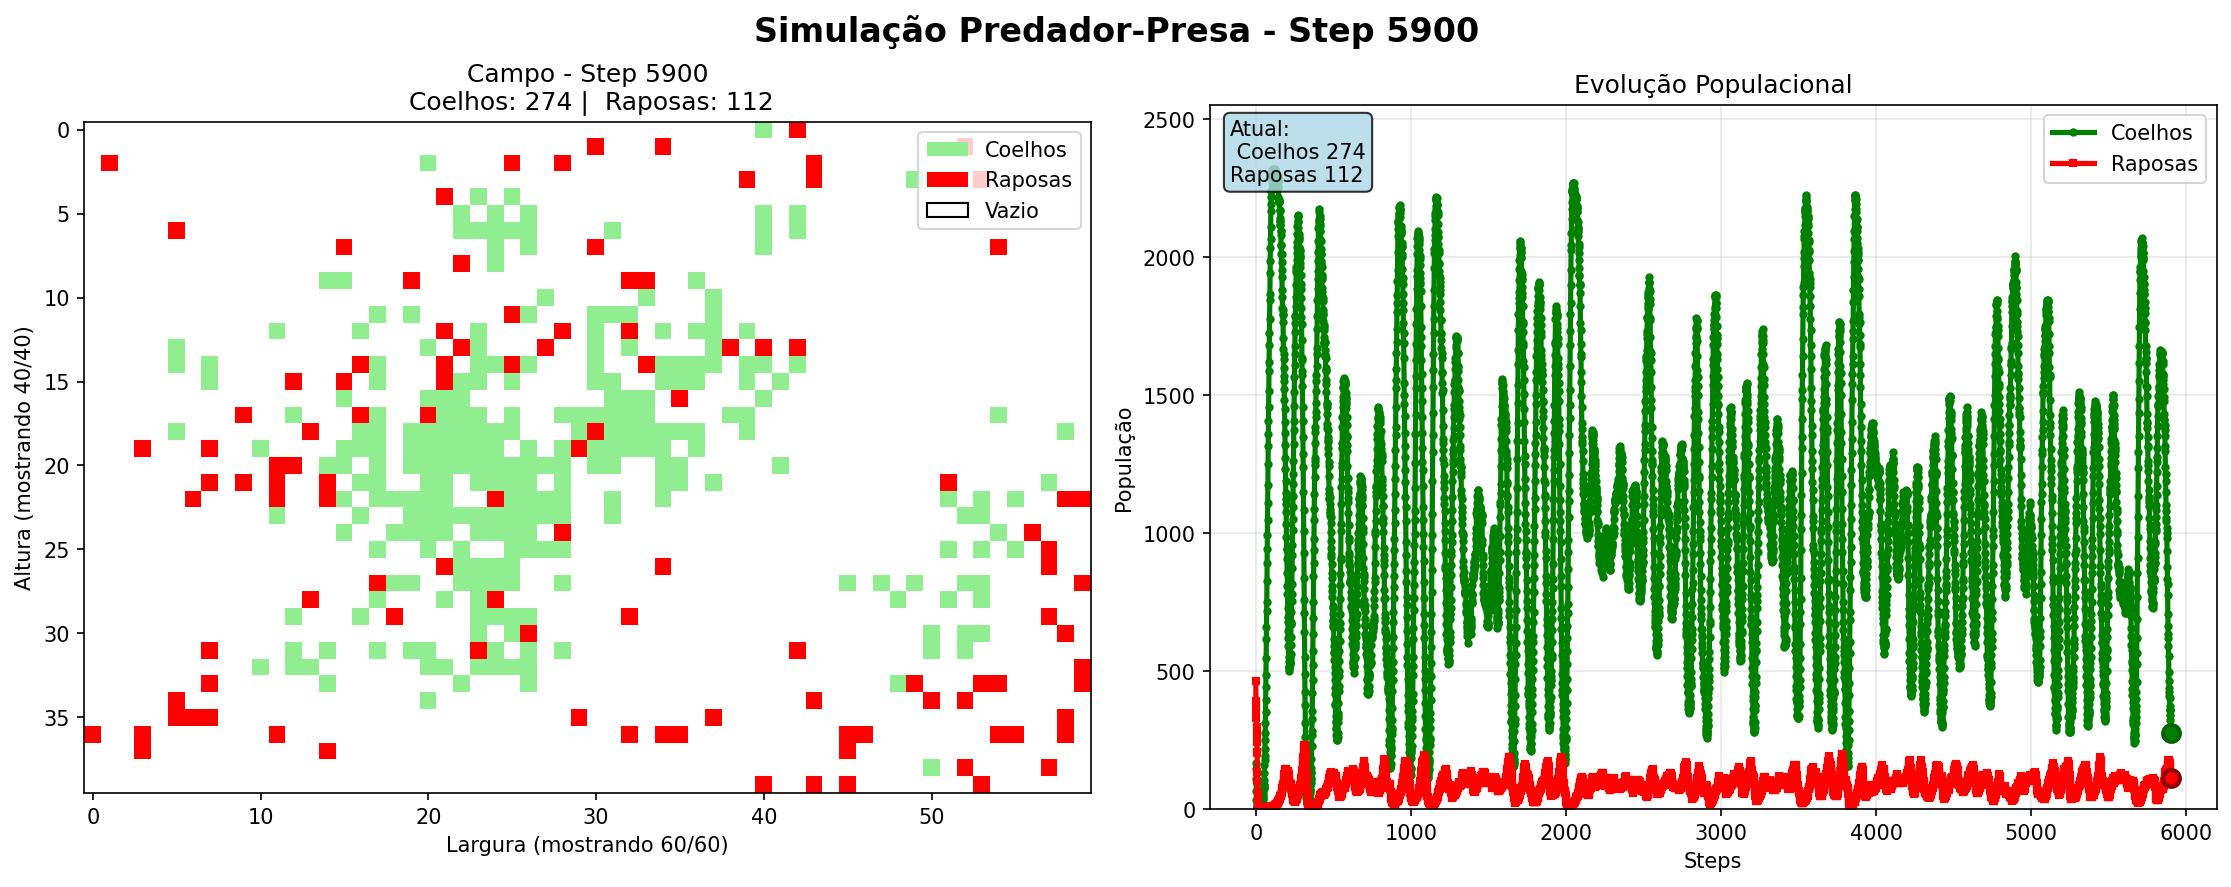 Simulação Predador-Presa - Step 5900
Campo - Step 5900
Coelhos: 274 |  Raposas: 112
Coelhos
Raposas
Vazio
0
5
10
15
20
25
30
35
Altura (mostrando 40/40)
0
10
20
30
40
50
Largura (mostrando 60/60)
Evolução Populacional
Atual:
Coelhos 274
Raposas 112
Coelhos
Raposas
2500
2000
1500
1000
500
0
População
0
1000
2000
3000
4000
5000
6000
Steps